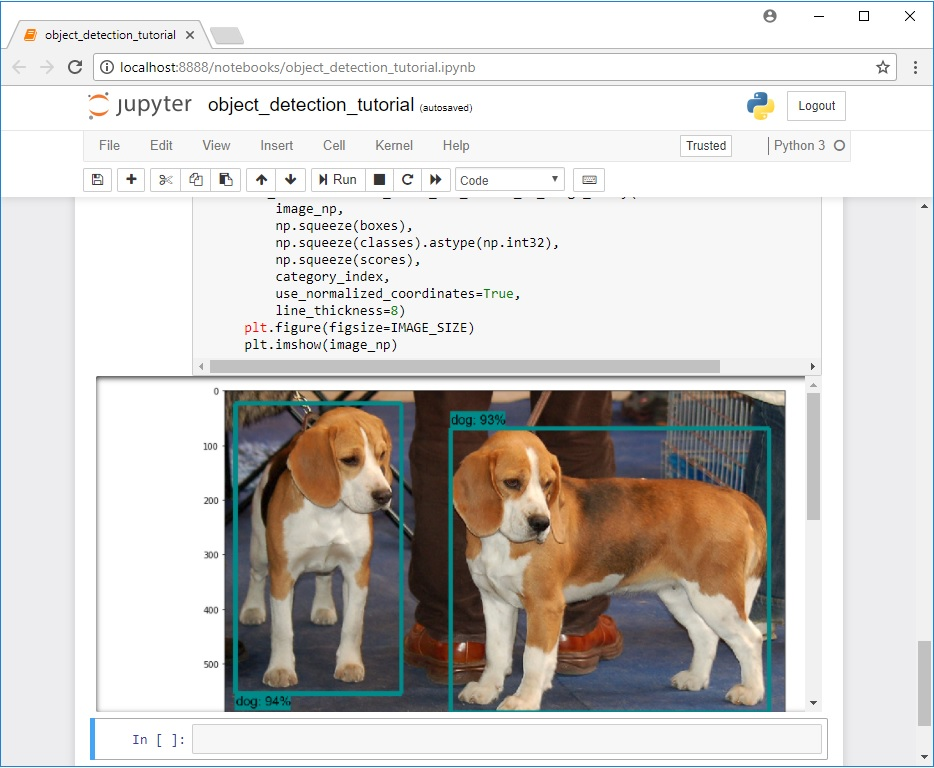 object_detection_tutorial
localhost:8888/notebooks/object_detection_tutorial.ipynb
jupyter object_detection_tutorial (autosaved)
Logout
File Edit View Insert Cell Kernel Help
Trusted
Python 3
Run
Code
image_np,
np.squeeze(boxes),
np.squeeze(classes).astype(np.int32),
np.squeeze(scores),
category_index,
use_normalized_coordinates=True,
line_thickness=8)
plt.figure(figsize=IMAGE_SIZE)
plt.imshow(image_np)
0
dog: 93%
100
200
300
400
500
dog: 94%
In [ ]: